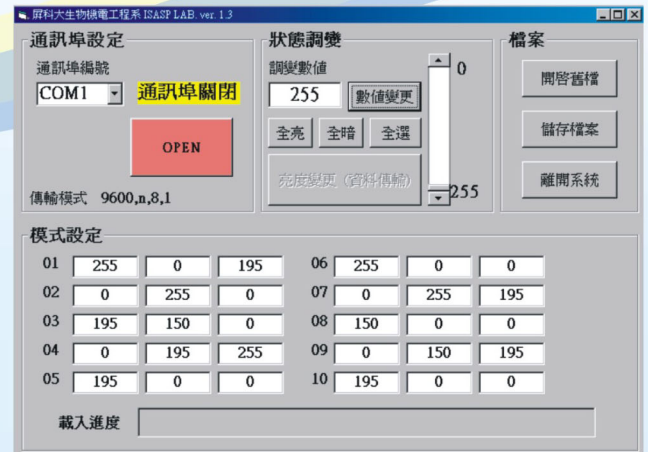 屏科大生物機電工程系 ISASP LAB. ver. 1.3
通訊埠設定
通訊埠編號
COM1
通訊埠關閉
OPEN
傳輸模式 9600,n,8,1
狀態調變
調變數值
255
數值變更
全亮 全暗 全選
亮度變更 (資料傳輸)
0
255
檔案
開啓舊檔
儲存檔案
離開系統
模式設定
01 255 0 195 06 255 0 0
02 0 255 0 07 0 255 195
03 195 150 0 08 150 0 0
04 0 195 255 09 0 150 195
05 195 0 0 10 195 0 0
載入進度